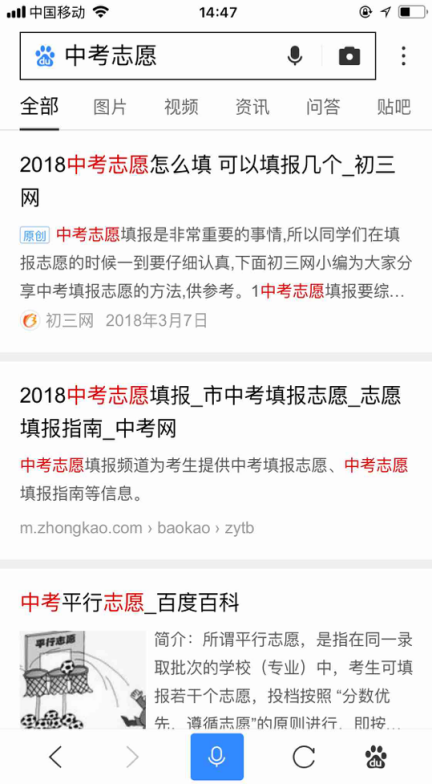 中国移动 14:47
中考志愿
全部 图片 视频 资讯 问答 贴吧
2018中考志愿怎么填 可以填报几个_初三
网
原创 中考志愿填报是非常重要的事情,所以同学们在填
报志愿的时候一到要仔细认真,下面初三网小编为大家分
享中考填报志愿的方法,供参考。1中考志愿填报要综...
初三网 2018年3月7日
2018中考志愿填报_市中考填报志愿_志愿
填报指南_中考网
中考志愿填报频道为考生提供中考填报志愿、中考志愿
填报指南等信息。
m.zhongkao.com › baokao › zytb
中考平行志愿_百度百科
平行志愿
简介：所谓平行志愿，是指在同一录
取批次的学校（专业）中，考生可填
报若干个志愿，投档按照 “分数优
先，遵循志愿”的原则进行，即按...
du